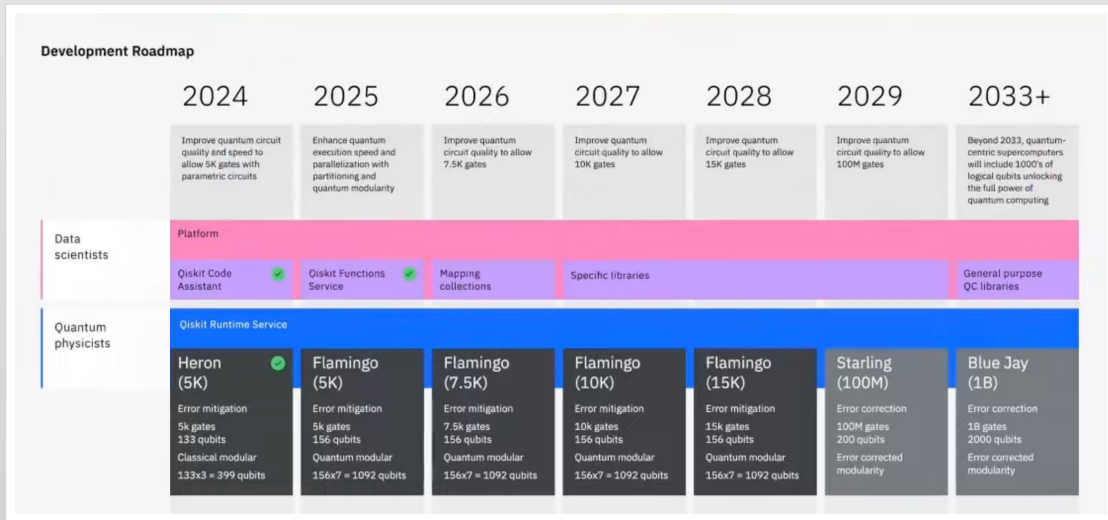 Development Roadmap
2024
2025
2026
2027
2028
2029
2033+
Improve quantum circuit
quality and speed to
allow 5K gates with
parametric circuits
Enhance quantum
execution speed and
parallelization with
partitioning and
quantum modularity
Improve quantum
circuit quality to allow
7.5K gates
Improve quantum
circuit quality to allow
10K gates
Improve quantum
circuit quality to allow
15K gates
Improve quantum
circuit quality to allow
100M gates
Beyond 2033, quantum-
centric supercomputers
will include 1000's of
logical qubits unlocking
the full power of
quantum computing
Data
scientists
Platform
Qiskit Code
Assistant
Qiskit Functions
Service
Mapping
collections
Specific libraries
General purpose
QC libraries
Quantum
physicists
Qiskit Runtime Service
Heron
(5K)
Error mitigation
5k gates
133 qubits
Classical modular
133x3 = 399 qubits
Flamingo
(5K)
Error mitigation
5k gates
156 qubits
Quantum modular
156x7 = 1092 qubits
Flamingo
(7.5K)
Error mitigation
7.5k gates
156 qubits
Quantum modular
156x7 = 1092 qubits
Flamingo
(10K)
Error mitigation
10k gates
156 qubits
Quantum modular
156x7 = 1092 qubits
Flamingo
(15K)
Error mitigation
15k gates
156 qubits
Quantum modular
156x7 = 1092 qubits
Starling
(100M)
Error correction
100M gates
200 qubits
Error corrected
modularity
Blue Jay
(1B)
Error correction
1B gates
2000 qubits
Error corrected
modularity